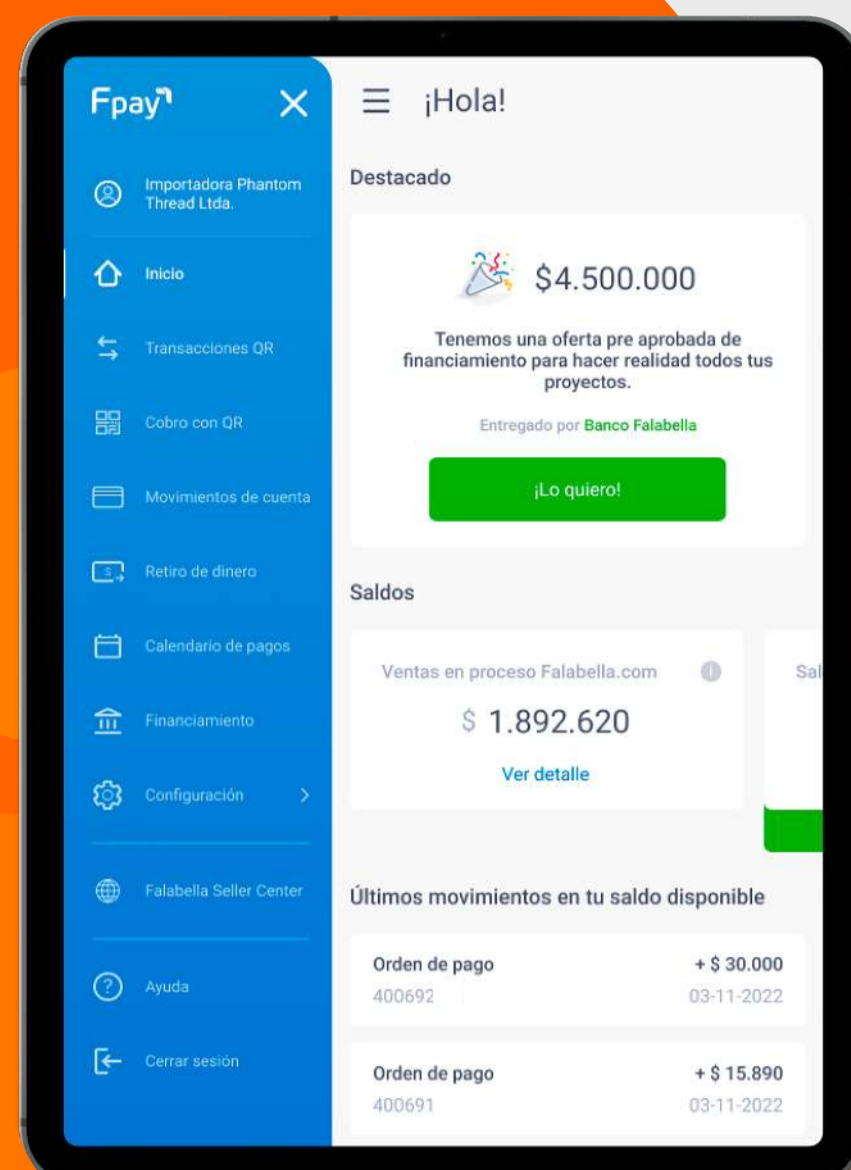 Fpay
Importadora Phantom
Thread Ltda.
Inicio
Transacciones QR
Cobro con QR
Movimientos de cuenta
Retiro de dinero
Calendario de pagos
Financiamiento
Configuración
Falabella Seller Center
Ayuda
Cerrar sesión
¡Hola!
Destacado
$4.500.000
Tenemos una oferta pre aprobada de
financiamiento para hacer realidad todos tus
proyectos.
Entregado por Banco Falabella
¡Lo quiero!
Saldos
Ventas en proceso Falabella.com
$ 1.892.620
Ver detalle
Sal
Últimos movimientos en tu saldo disponible
Orden de pago + $ 30.000
400692 03-11-2022
Orden de pago + $ 15.890
400691 03-11-2022